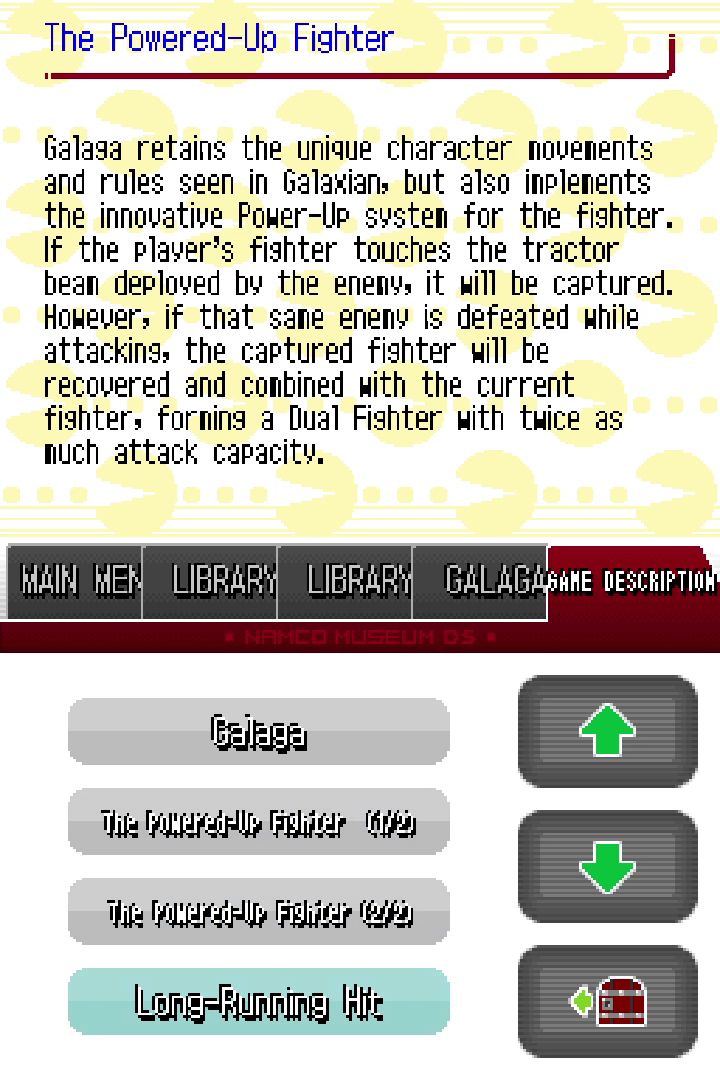 The Powered-Up Fighter
Galaga retains the unique character movements
and rules seen in Galaxian, but also implements
the innovative Power-Up system for the fighter.
If the player's fighter touches the tractor
beam deployed by the enemy, it will be captured.
However, if that same enemy is defeated while
attacking, the captured fighter will be
recovered and combined with the current
fighter, forming a Dual Fighter with twice as
much attack capacity.
MAIN MEN LIBRARY LIBRARY GALAGA GAME DESCRIPTION
• NAMCO MUSEUM DS •
Galaga
The Powered-Up Fighter (1/2)
The Powered-Up Fighter (2/2)
Long-Running Hit